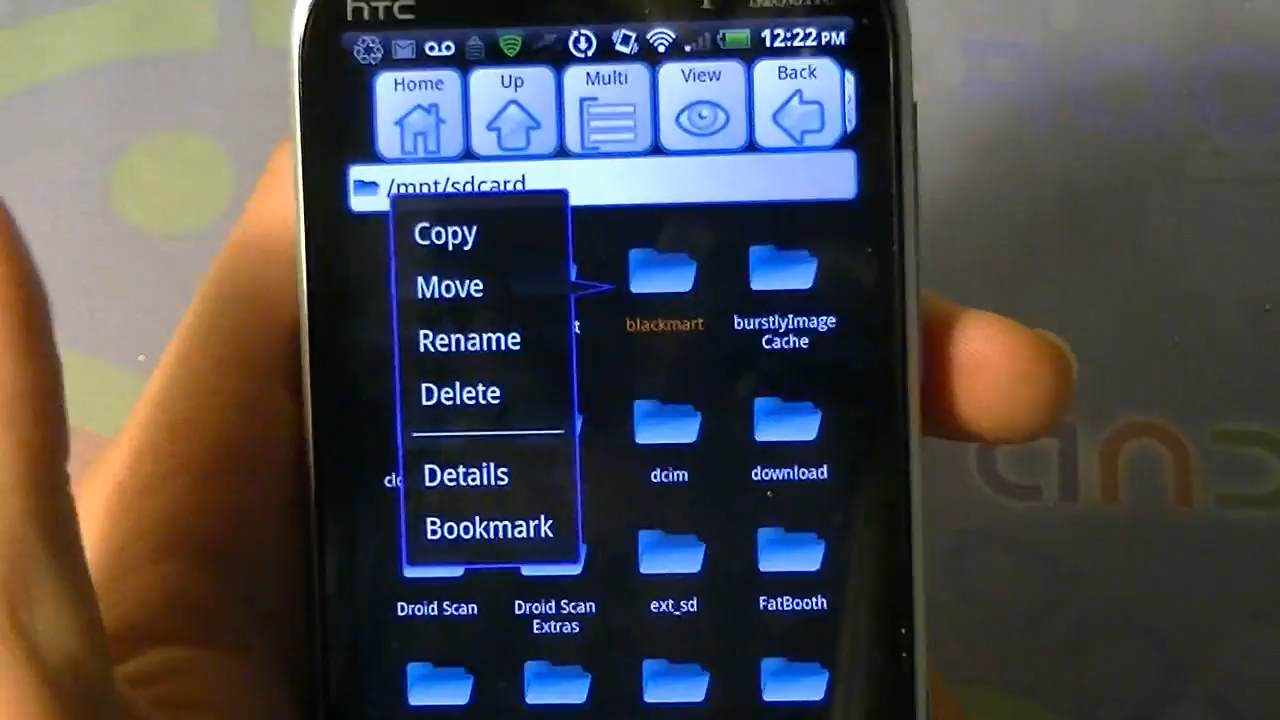 hTC
12:22 PM
Home Up Multi View Back
/mnt/sdcard
Copy
Move
Rename
Delete
Details
Bookmark
blackmart
burstlyImage
Cache
dcim
download
Droid Scan
Droid Scan
Extras
ext_sd
FatBooth